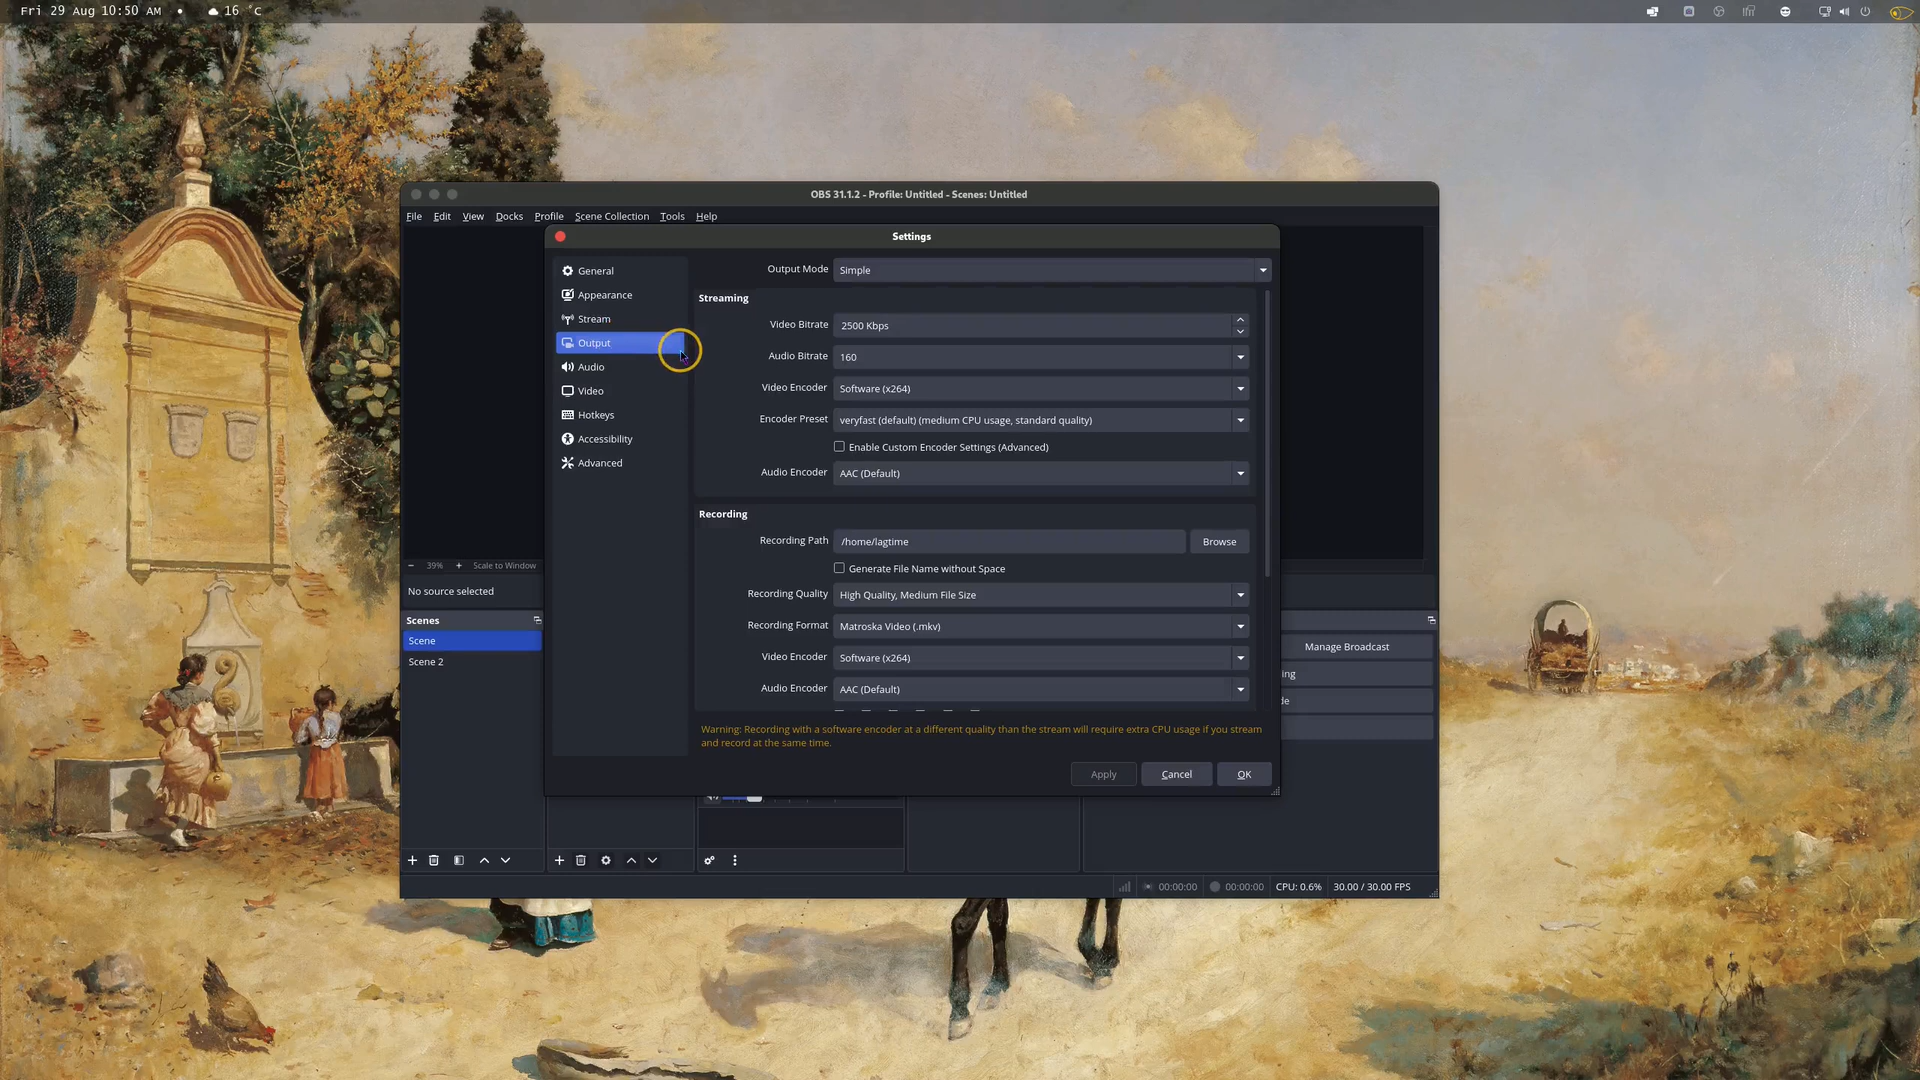 Fri 29 Aug 10:50 AM • 16 °C
OBS 31.1.2 - Profile: Untitled - Scenes: Untitled
File Edit View Docks Profile Scene Collection Tools Help
Settings
General
Appearance
Stream
Output
Audio
Video
Hotkeys
Accessibility
Advanced
Output Mode Simple
Streaming
Video Bitrate 2500 Kbps
Audio Bitrate 160
Video Encoder Software (x264)
Encoder Preset veryfast (default) (medium CPU usage, standard quality)
Enable Custom Encoder Settings (Advanced)
Audio Encoder AAC (Default)
Recording
Recording Path /home/lagtime Browse
Generate File Name without Space
Recording Quality High Quality, Medium File Size
Recording Format Matroska Video (.mkv)
Video Encoder Software (x264)
Audio Encoder AAC (Default)
Warning: Recording with a software encoder at a different quality than the stream will require extra CPU usage if you stream
and record at the same time.
Apply Cancel OK
39% Scale to Window
No source selected
Scenes
Scene
Scene 2
Manage Broadcast
ing
de
00:00:00 00:00:00 CPU: 0.6% 30.00 / 30.00 FPS